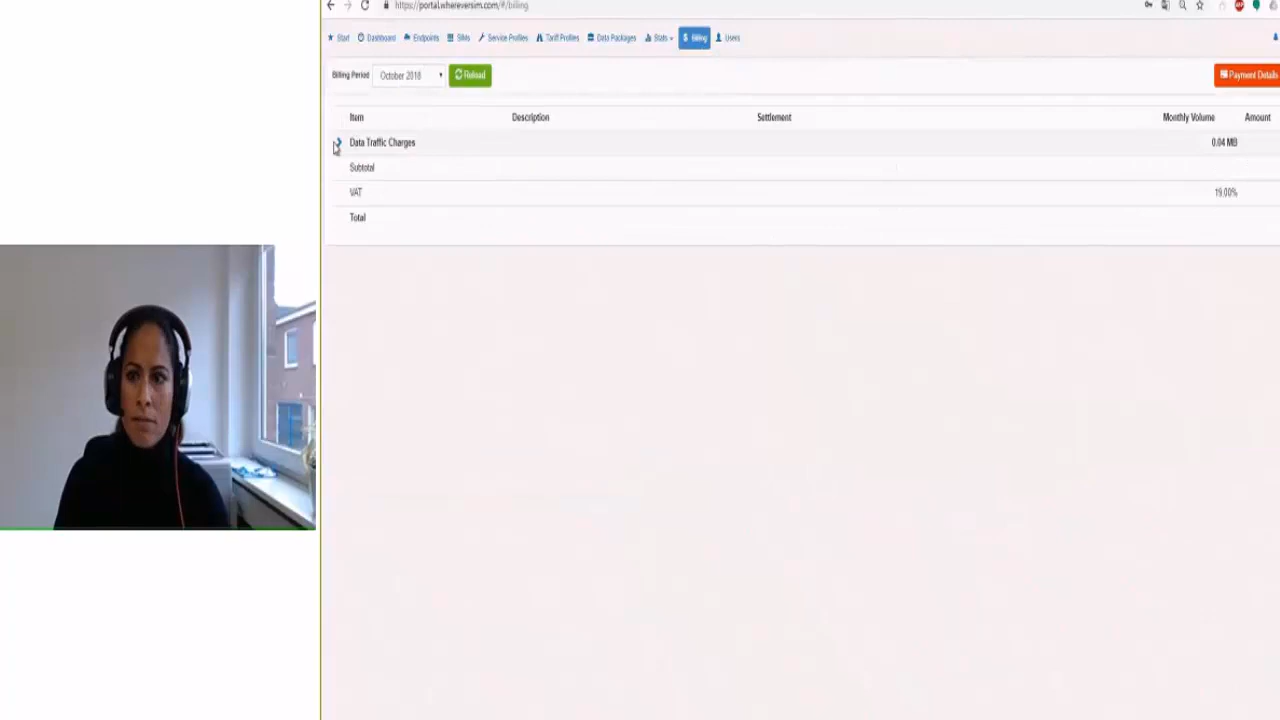 https://portal.whereversim.com/#/billing
Start Dashboard Endpoints SIMs Service Profiles Tariff Profiles Data Packages Stats Billing Users
Billing Period October 2018 Reload Payment Details
Item Description Settlement Monthly Volume Amount
Data Traffic Charges 0.04 MB
Subtotal
VAT 19.00%
Total